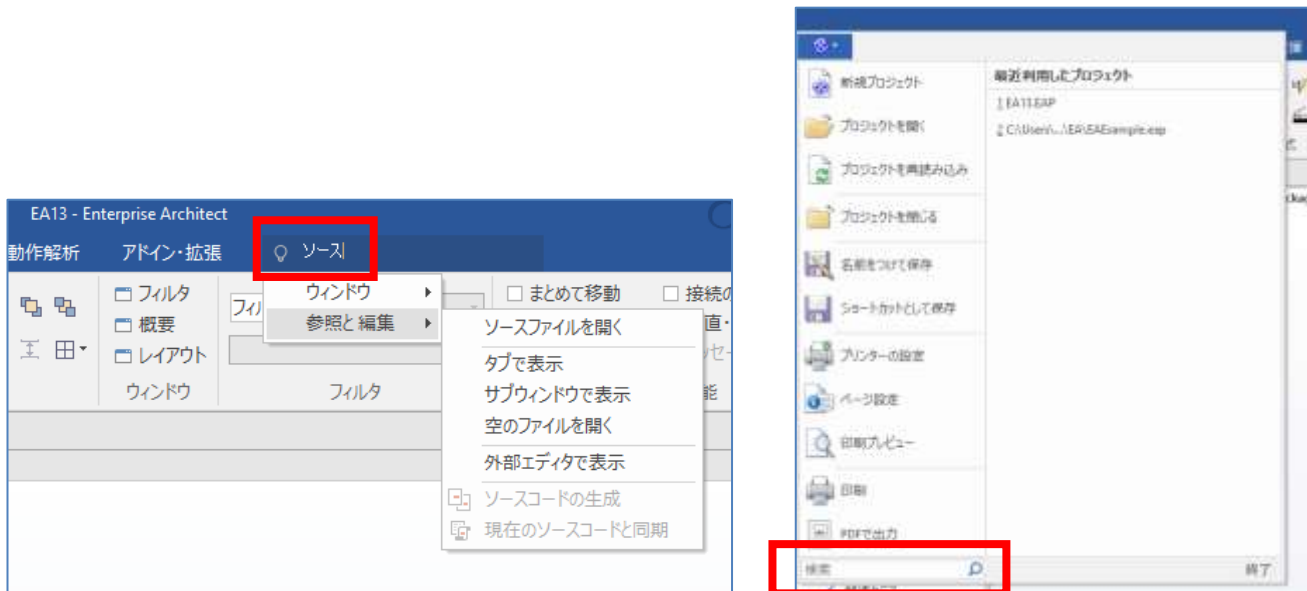 EA13 - Enterprise Architect
動作解析 アドイン・拡張 ソース
フィルタ
概要
レイアウト
ウィンドウ
フィル
フィルタ
まとめて移動 接続の
直・
ッセー
能
ウィンドウ
参照と編集
ソースファイルを開く
タブで表示
サブウィンドウで表示
空のファイルを開く
外部エディタで表示
ソースコードの生成
現在のソースコードと同期
新規プロジェクト
プロジェクトを開く
プロジェクトを再読み込み
プロジェクトを閉じる
名前をつけて保存
ショートカットとして保存
プリンターの設定
ページ設定
印刷プレビュー
印刷
PDFで出力
検索
最近利用したプロジェクト
1 EA13.EAP
2 C:\Users\...\EA\EAExample.eap
終了